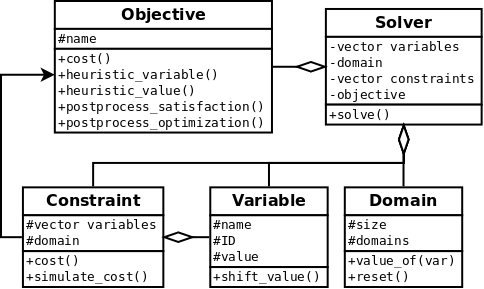 Objective
#name
+cost()
+heuristic_variable()
+heuristic_value()
+postprocess_satisfaction()
+postprocess_optimization()
Solver
-vector variables
-domain
-vector constraints
-objective
+solve()
Constraint
#vector variables
#domain
+cost()
+simulate_cost()
Variable
#name
#ID
#value
+shift_value()
Domain
#size
#domains
+value_of(var)
+reset()